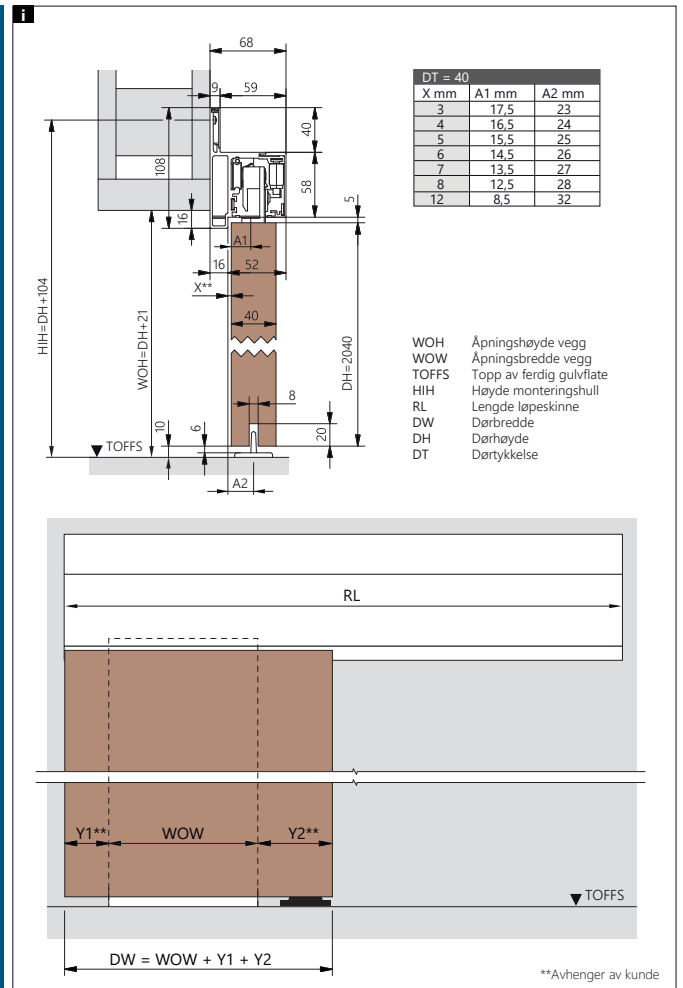 i
68
9 59
40
108
58
5
16
A1
16 52
X**
40
HIH=DH+104
WOH=DH+21
DH=2040
8
20
10
6
TOFFS
A2
DT = 40
X mm A1 mm A2 mm
3 17,5 23
4 16,5 24
5 15,5 25
6 14,5 26
7 13,5 27
8 12,5 28
12 8,5 32
WOH Åpningshøyde vegg
WOW Åpningsbredde vegg
TOFFS Topp av ferdig gulvflate
HIH Høyde monteringshull
RL Lengde løpeskinne
DW Dørbredde
DH Dørhøyde
DT Dørtykkelse
RL
Y1** WOW Y2**
TOFFS
DW = WOW + Y1 + Y2
**Avhenger av kunde